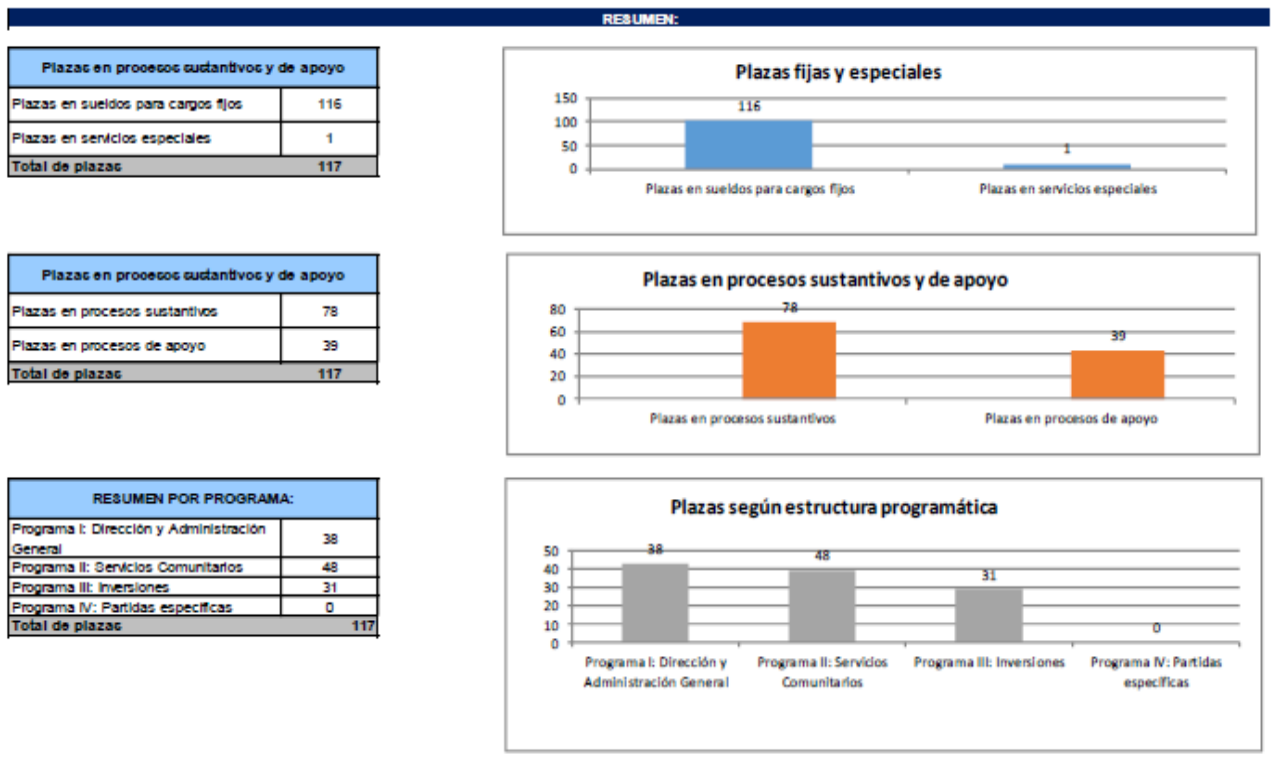 RESUMEN:
Plazas en procesos sustantivos y de apoyo
Plazas en sueldos para cargos fijos 116
Plazas en servicios especiales 1
Total de plazas 117
Plazas fijas y especiales
150
100
50
0
116
1
Plazas en sueldos para cargos fijos
Plazas en servicios especiales
Plazas en procesos sustantivos y de apoyo
Plazas en procesos sustantivos 78
Plazas en procesos de apoyo 39
Total de plazas 117
Plazas en procesos sustantivos y de apoyo
80
60
40
20
0
78
39
Plazas en procesos sustantivos
Plazas en procesos de apoyo
RESUMEN POR PROGRAMA:
Programa I: Dirección y Administración
General 38
Programa II: Servicios Comunitarios 48
Programa III: Inversiones 31
Programa IV: Partidas específicas 0
Total de plazas 117
Plazas según estructura programática
50
40
30
20
10
0
38
48
31
0
Programa I: Dirección y
Administración General
Programa II: Servicios
Comunitarios
Programa III: Inversiones
Programa IV: Partidas
específicas